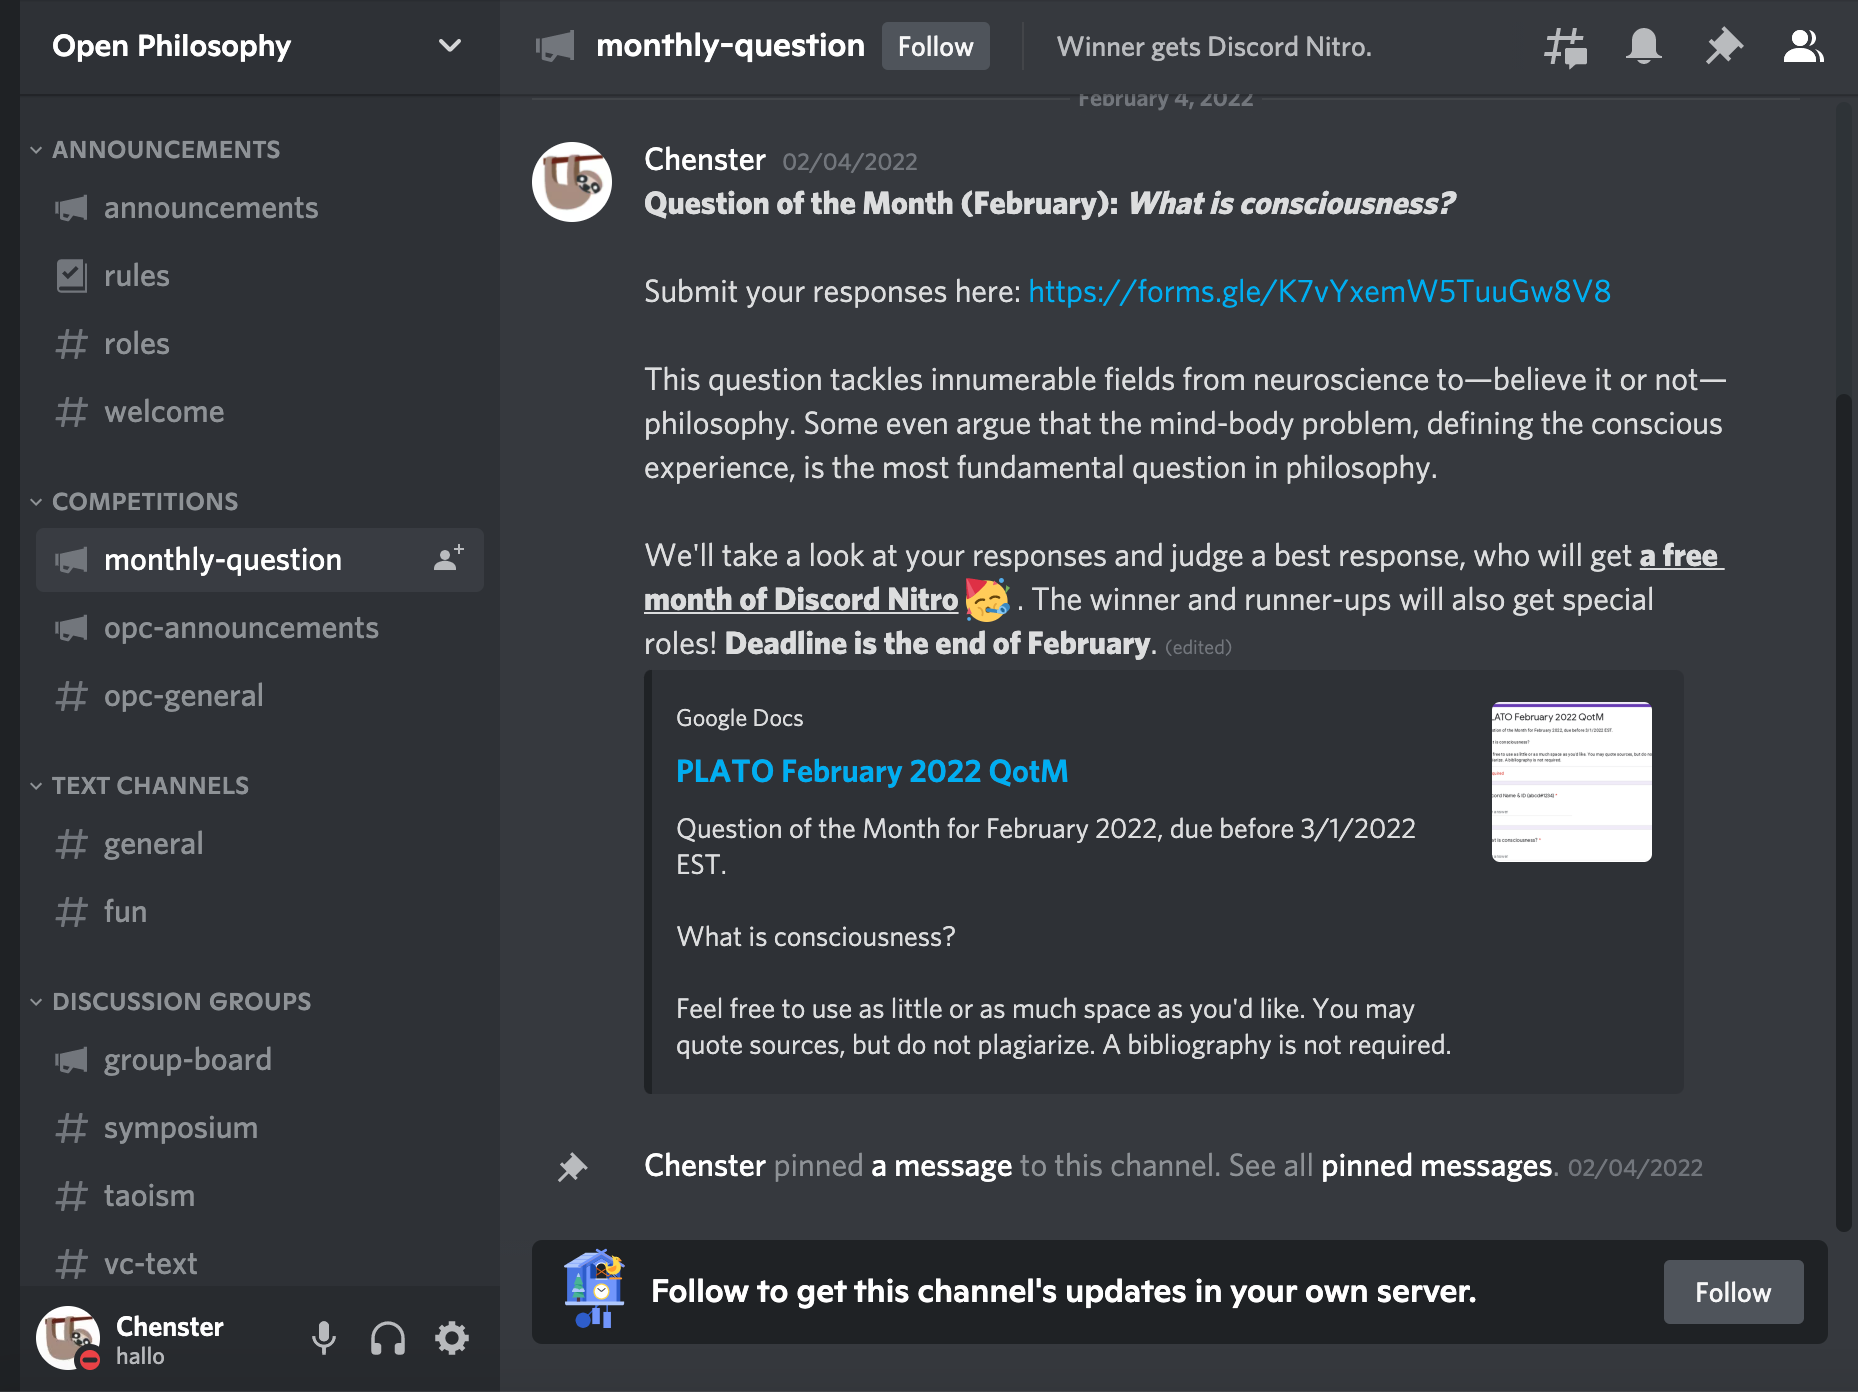 Open Philosophy
ANNOUNCEMENTS
announcements
rules
roles
welcome
COMPETITIONS
monthly-question
opc-announcements
opc-general
TEXT CHANNELS
general
fun
DISCUSSION GROUPS
group-board
symposium
taoism
vc-text
Chenster
hallo
monthly-question
Follow
Winner gets Discord Nitro.
February 4, 2022
Chenster 02/04/2022
Question of the Month (February): What is consciousness?
Submit your responses here: https://forms.gle/K7vYxemW5TuuGw8V8
This question tackles innumerable fields from neuroscience to—believe it or not—
philosophy. Some even argue that the mind-body problem, defining the conscious
experience, is the most fundamental question in philosophy.
We'll take a look at your responses and judge a best response, who will get a free
month of Discord Nitro 🥳 . The winner and runner-ups will also get special
roles! Deadline is the end of February. (edited)
Google Docs
PLATO February 2022 QotM
Question of the Month for February 2022, due before 3/1/2022
EST.
What is consciousness?
Feel free to use as little or as much space as you'd like. You may
quote sources, but do not plagiarize. A bibliography is not required.
LATO February 2022 QotM
Chenster pinned a message to this channel. See all pinned messages. 02/04/2022
Follow to get this channel's updates in your own server.
Follow